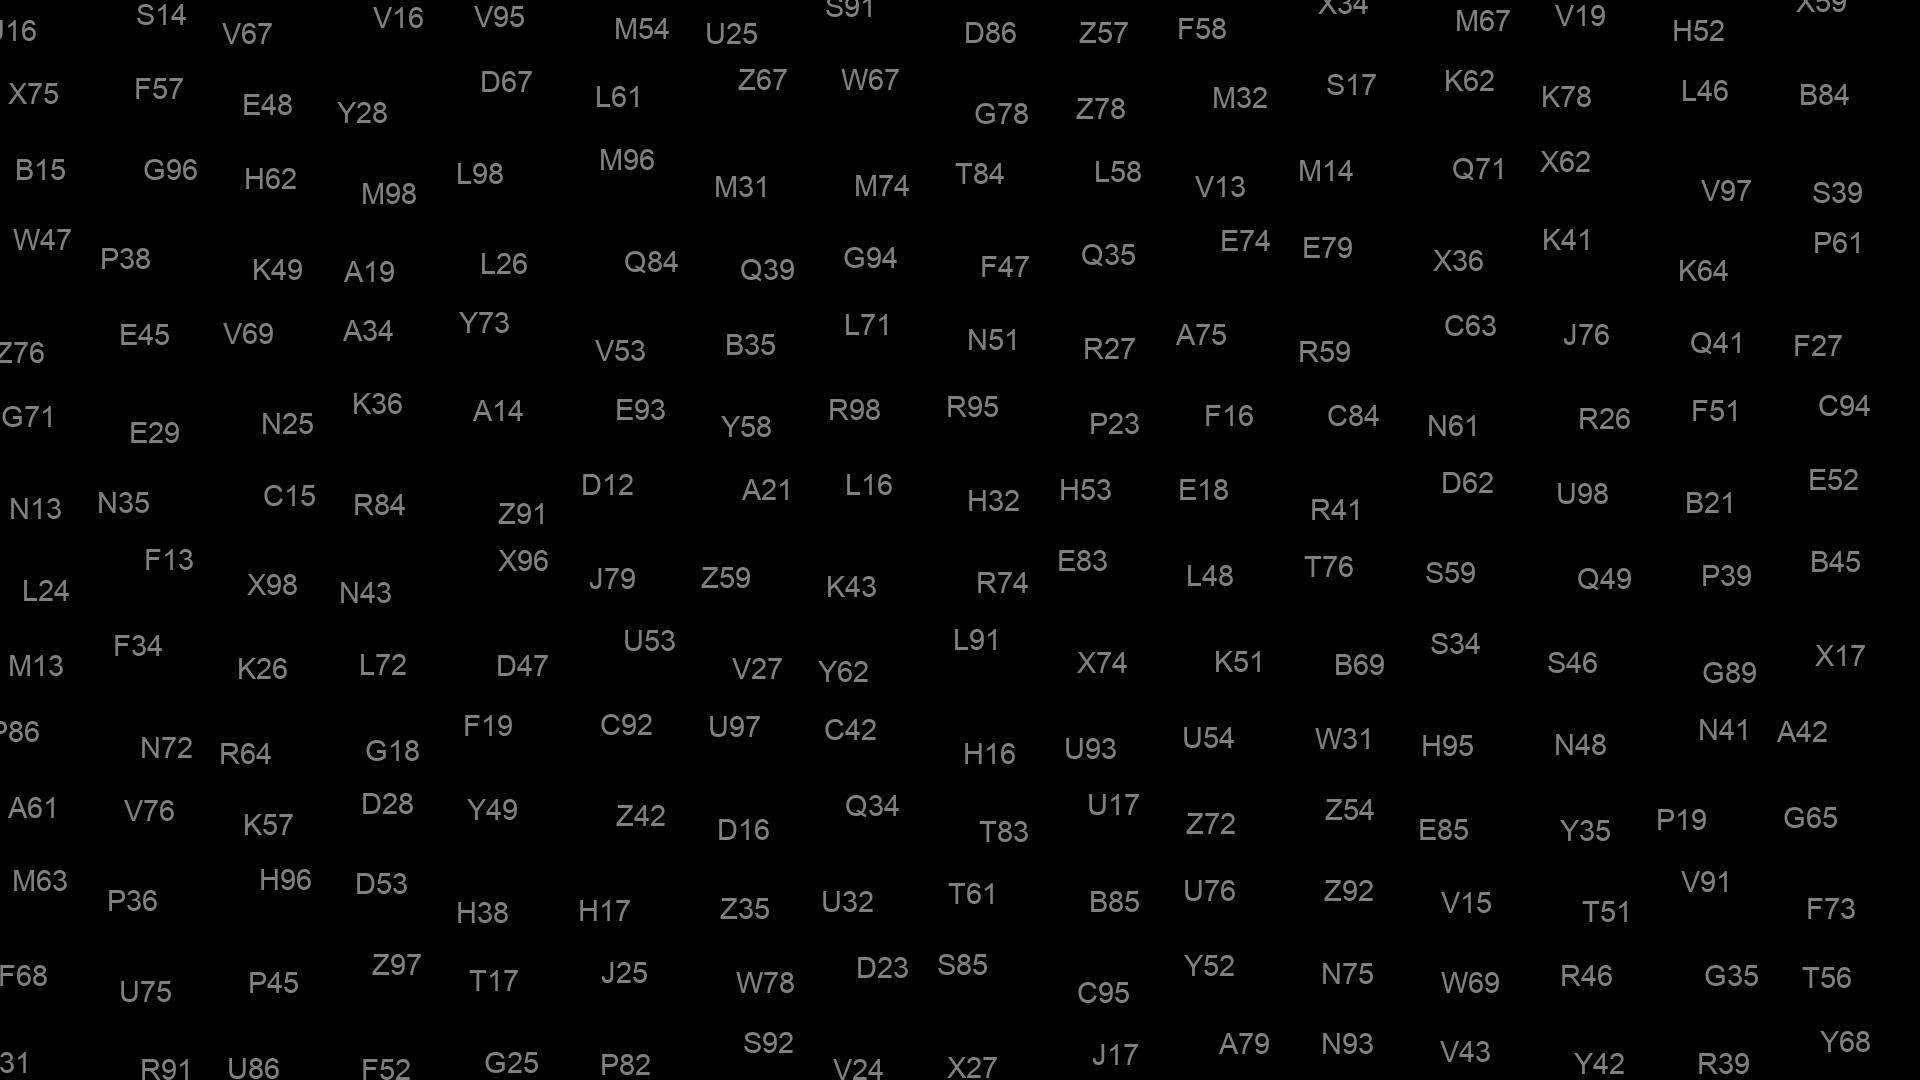 S14 V67 V16 V95 M54 U25 S91 D86 Z57 F58 X34 M67 V19 H52 X59
X75 F57 E48 Y28 D67 L61 Z67 W67 G78 Z78 M32 S17 K62 K78 L46 B84
B15 G96 H62 M98 L98 M96 M31 M74 T84 L58 V13 M14 Q71 X62 V97 S39
W47 P38 K49 A19 L26 Q84 Q39 G94 F47 Q35 E74 E79 X36 K41 K64 P61
Z76 E45 V69 A34 Y73 V53 B35 L71 N51 R27 A75 R59 C63 J76 Q41 F27
G71 E29 N25 K36 A14 E93 Y58 R98 R95 P23 F16 C84 N61 R26 F51 C94
N13 N35 C15 R84 Z91 D12 A21 L16 H32 H53 E18 R41 D62 U98 B21 E52
L24 F13 X98 N43 X96 J79 Z59 K43 R74 E83 L48 T76 S59 Q49 P39 B45
M13 F34 K26 L72 D47 U53 V27 Y62 L91 X74 K51 B69 S34 S46 G89 X17
P86 N72 R64 G18 F19 C92 U97 C42 H16 U93 U54 W31 H95 N48 N41 A42
A61 V76 K57 D28 Y49 Z42 D16 Q34 T83 U17 Z72 Z54 E85 Y35 P19 G65
M63 P36 H96 D53 H38 H17 Z35 U32 T61 B85 U76 Z92 V15 T51 V91 F73
F68 U75 P45 Z97 T17 J25 W78 D23 S85 C95 Y52 N75 W69 R46 G35 T56
31 R91 U86 F52 G25 P82 S92 V24 X27 J17 A79 N93 V43 Y42 R39 Y68